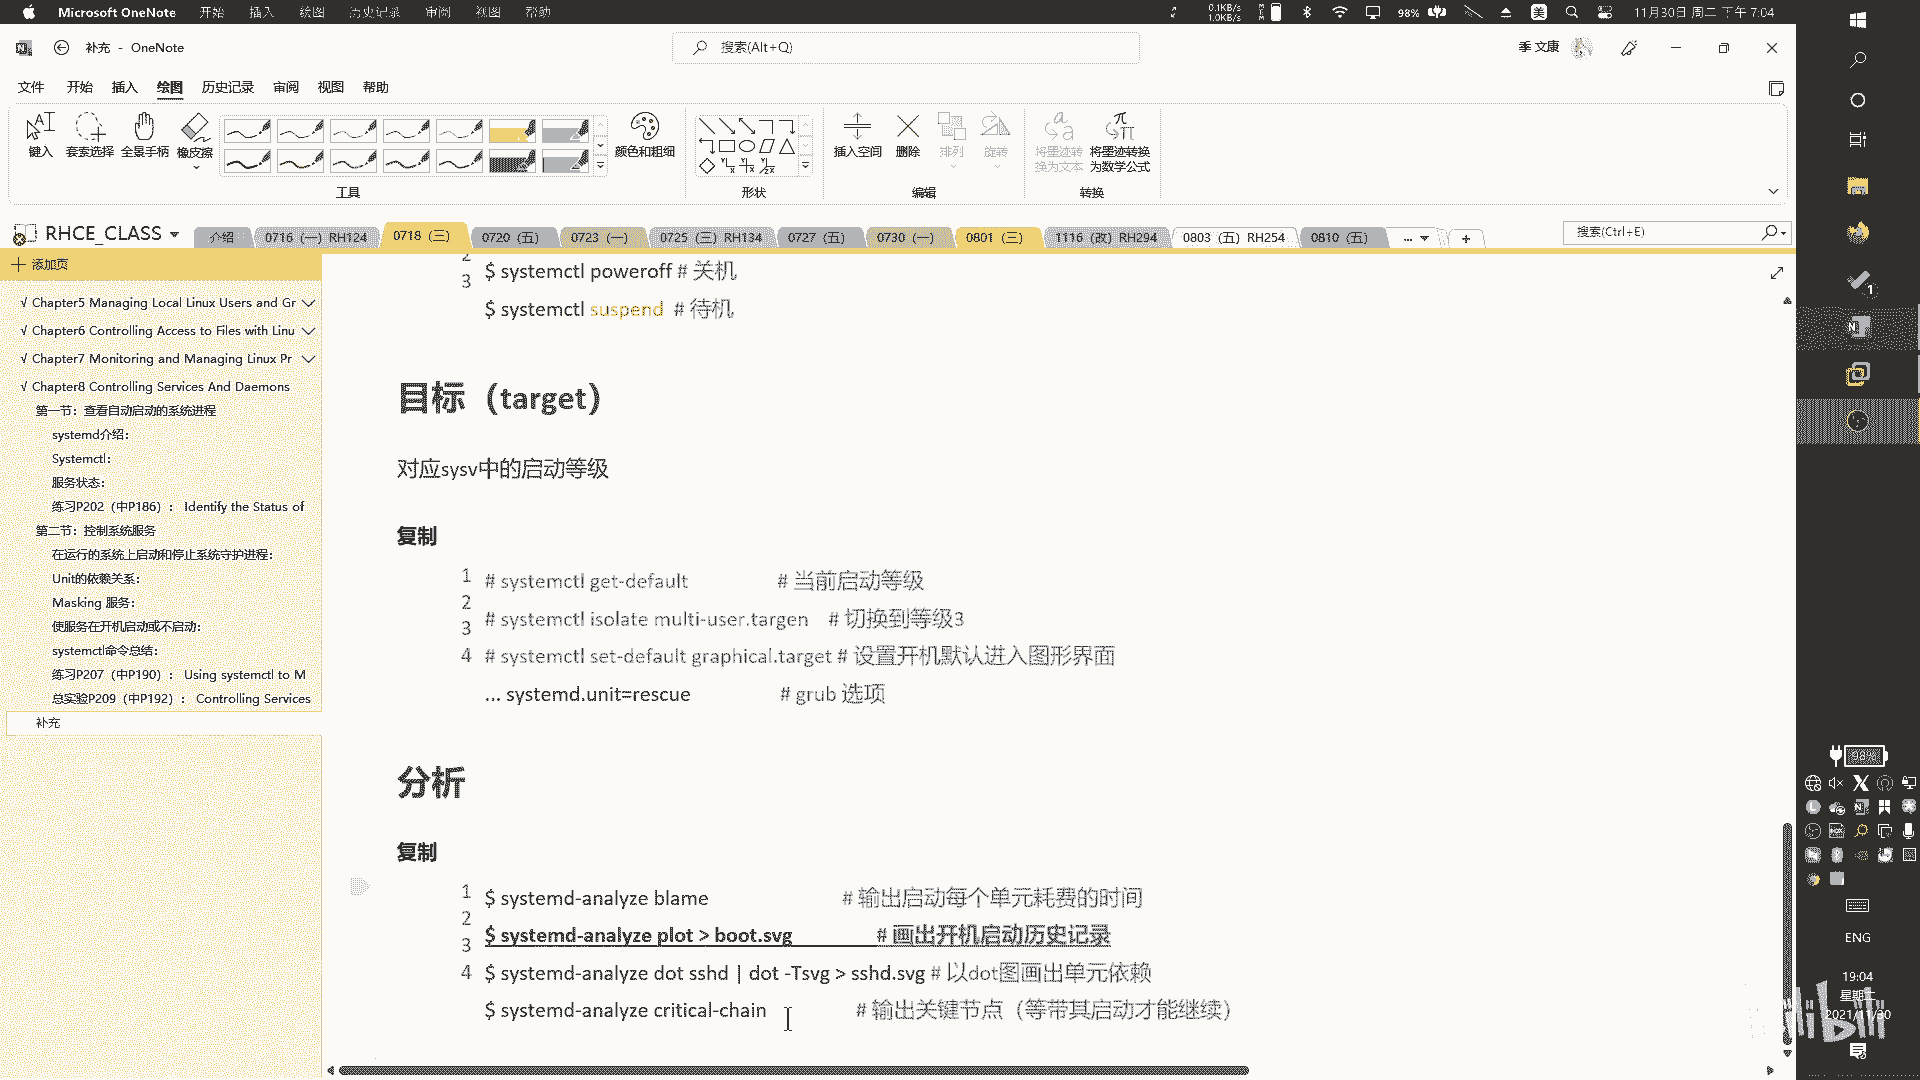 Microsoft OneNote 开始 插入 绘图 历史记录 审阅 视图 帮助
0.1KB/s
1.0KB/s
98%
美
11月30日 周二 下午 7:04
补充 - OneNote
搜索(Alt+Q)
季 文康
文件 开始 插入 绘图 历史记录 审阅 视图 帮助
键入 套索选择 全景手柄 橡皮擦
颜色和粗细
插入空间 删除 排列 旋转
将墨迹转换为文本
将墨迹转换为数学公式
工具 形状 编辑 转换
RHCE_CLASS
介绍 0716 (一) RH124 0718 (三) 0720 (五) 0723 (一) 0725 (三) RH134 0727 (五) 0730 (一) 0801 (三) 1116 (改) RH294 0803 (五) RH254 0810 (五) ...
搜索(Ctrl+E)
添加页
√ Chapter5 Managing Local Linux Users and Gr
√ Chapter6 Controlling Access to Files with Linu
√ Chapter7 Monitoring and Managing Linux Pr
√ Chapter8 Controlling Services And Daemons
第一节：查看自动启动的系统进程
systemd介绍：
Systemctl：
服务状态：
练习P202（中P186）： Identify the Status of
第二节：控制系统服务
在运行的系统上启动和停止系统守护进程：
Unit的依赖关系：
Masking 服务：
使服务在开机启动或不启动：
systemctl命令总结：
练习P207（中P190）： Using systemctl to M
总实验P209（中P192）： Controlling Services
补充
2
3
$ systemctl poweroff # 关机
$ systemctl suspend # 待机
目标（target）
对应sysv中的启动等级
复制
1
2
3
4
# systemctl get-default # 当前启动等级
# systemctl isolate multi-user.targen # 切换到等级3
# systemctl set-default graphical.target # 设置开机默认进入图形界面
... systemd.unit=rescue # grub 选项
分析
复制
1
2
3
4
$ systemd-analyze blame # 输出启动每个单元耗费的时间
$ systemd-analyze plot > boot.svg # 画出开机启动历史记录
$ systemd-analyze dot sshd | dot -Tsvg > sshd.svg # 以dot图画出单元依赖
$ systemd-analyze critical-chain # 输出关键节点（等带其启动才能继续）
1
98%
ENG
19:04
星期二
2021/11/30